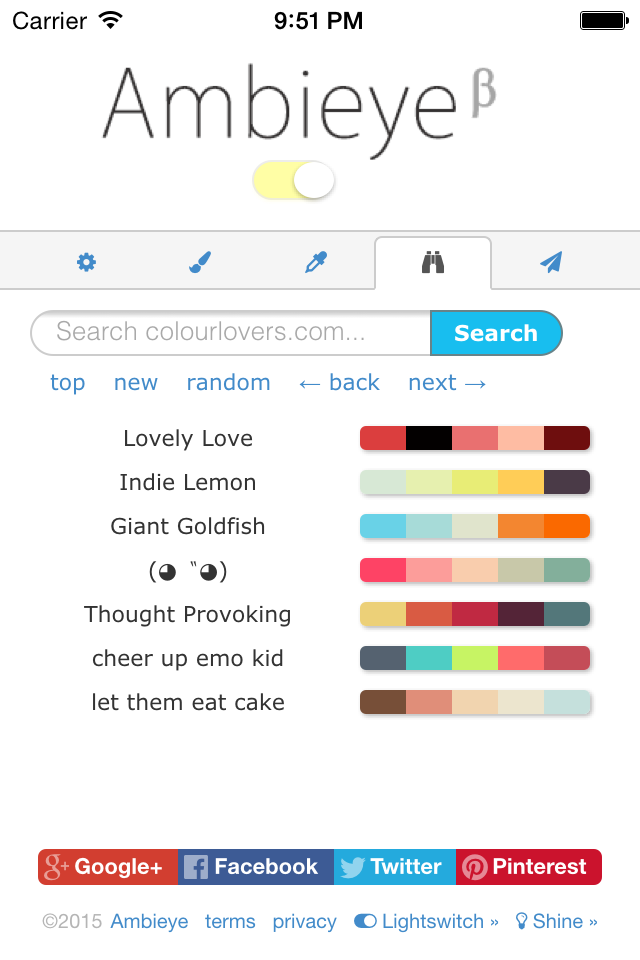 Carrier 9:51 PM
Ambieye β
Search colourlovers.com... Search
top new random ← back next →
Lovely Love
Indie Lemon
Giant Goldfish
(◕ ‟◕)
Thought Provoking
cheer up emo kid
let them eat cake
Google+ Facebook Twitter Pinterest
©2015 Ambieye terms privacy Lightswitch » Shine »